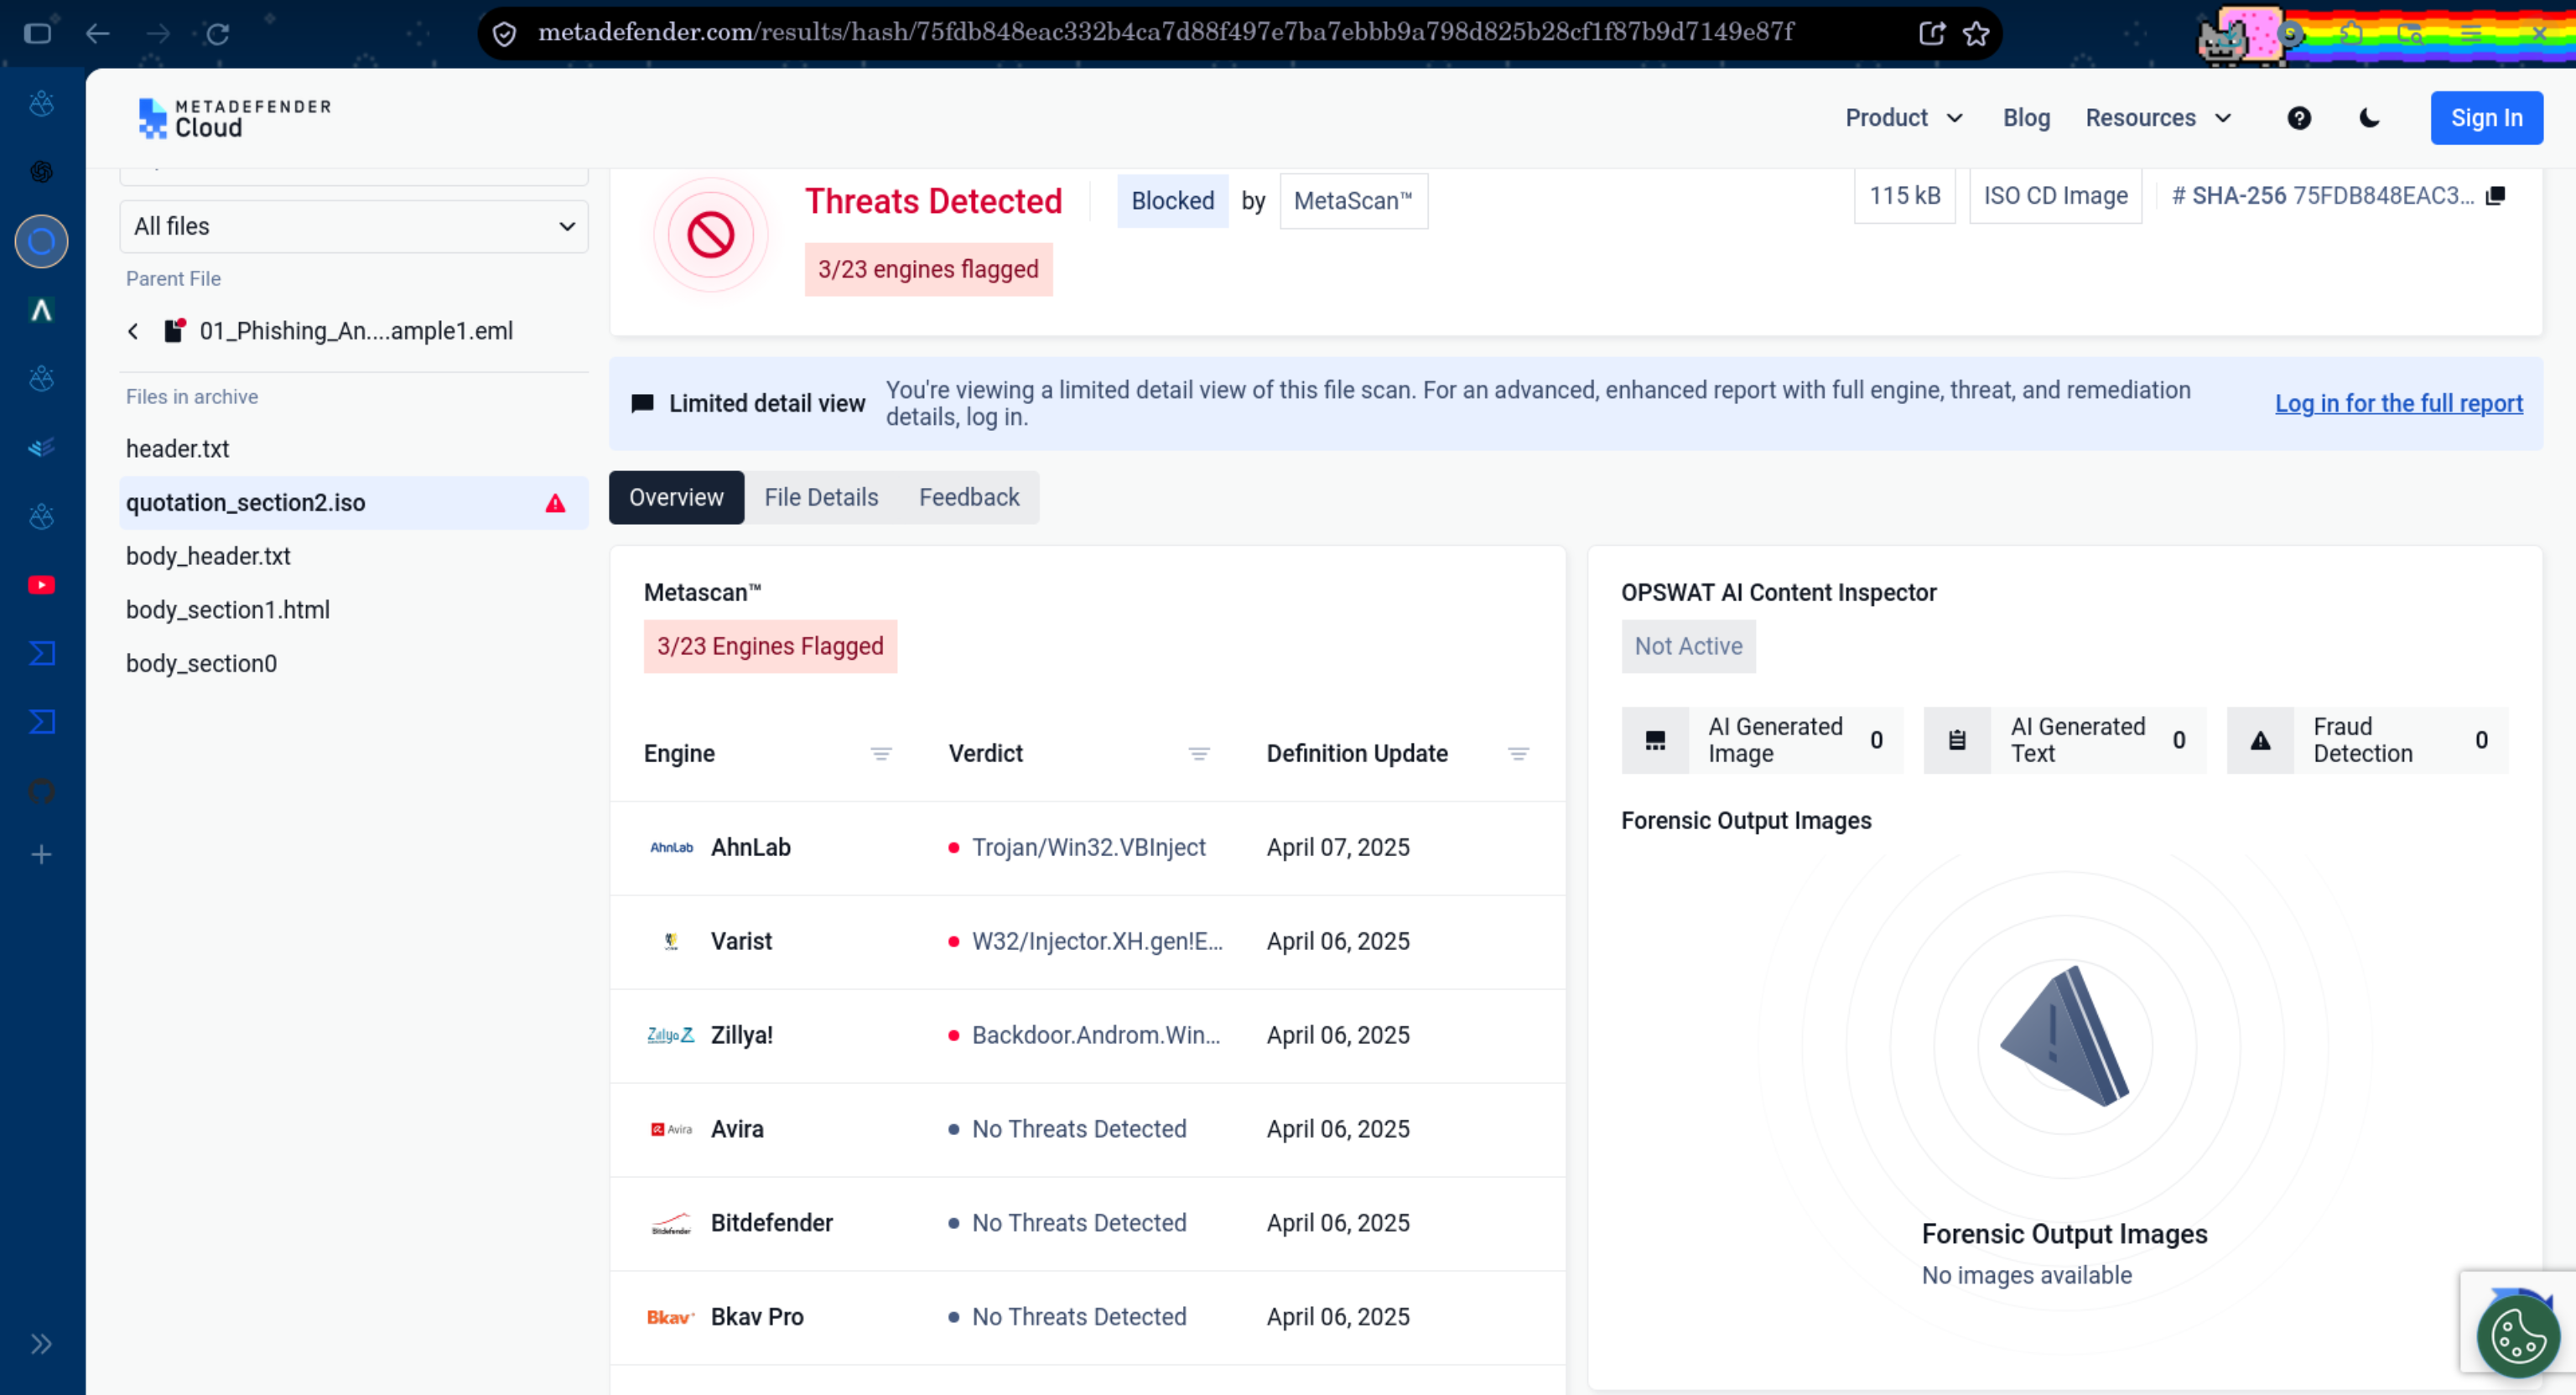 metadefender.com/results/hash/75fdb848eac332b4ca7d88f497e7ba7ebbb9a798d825b28cf1f87b9d7149e87f
METADEFENDER
Cloud
Product
Blog
Resources
Sign In
All files
Parent File
01_Phishing_An....ample1.eml
Files in archive
header.txt
quotation_section2.iso
body_header.txt
body_section1.html
body_section0
Threats Detected
Blocked by MetaScan™
3/23 engines flagged
115 kB
ISO CD Image
# SHA-256 75FDB848EAC3...
Limited detail view
You're viewing a limited detail view of this file scan. For an advanced, enhanced report with full engine, threat, and remediation
details, log in.
Log in for the full report
Overview
File Details
Feedback
Metascan™
3/23 Engines Flagged
Engine Verdict Definition Update
AhnLab AhnLab Trojan/Win32.VBInject April 07, 2025
Varist W32/Injector.XH.gen!E... April 06, 2025
Zillya! Backdoor.Androm.Win... April 06, 2025
Avira Avira No Threats Detected April 06, 2025
Bitdefender Bitdefender No Threats Detected April 06, 2025
Bkav Bkav Pro No Threats Detected April 06, 2025
OPSWAT AI Content Inspector
Not Active
AI Generated
Image
0
AI Generated
Text
0
Fraud
Detection
0
Forensic Output Images
Forensic Output Images
No images available